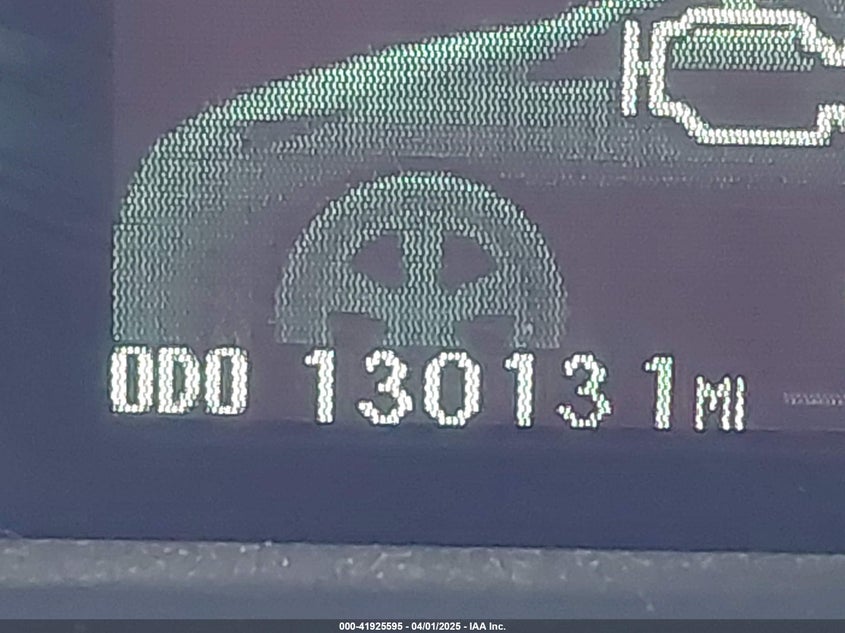 ODO 130131 MI
000-41925595 - 04/01/2025 - IAA Inc.